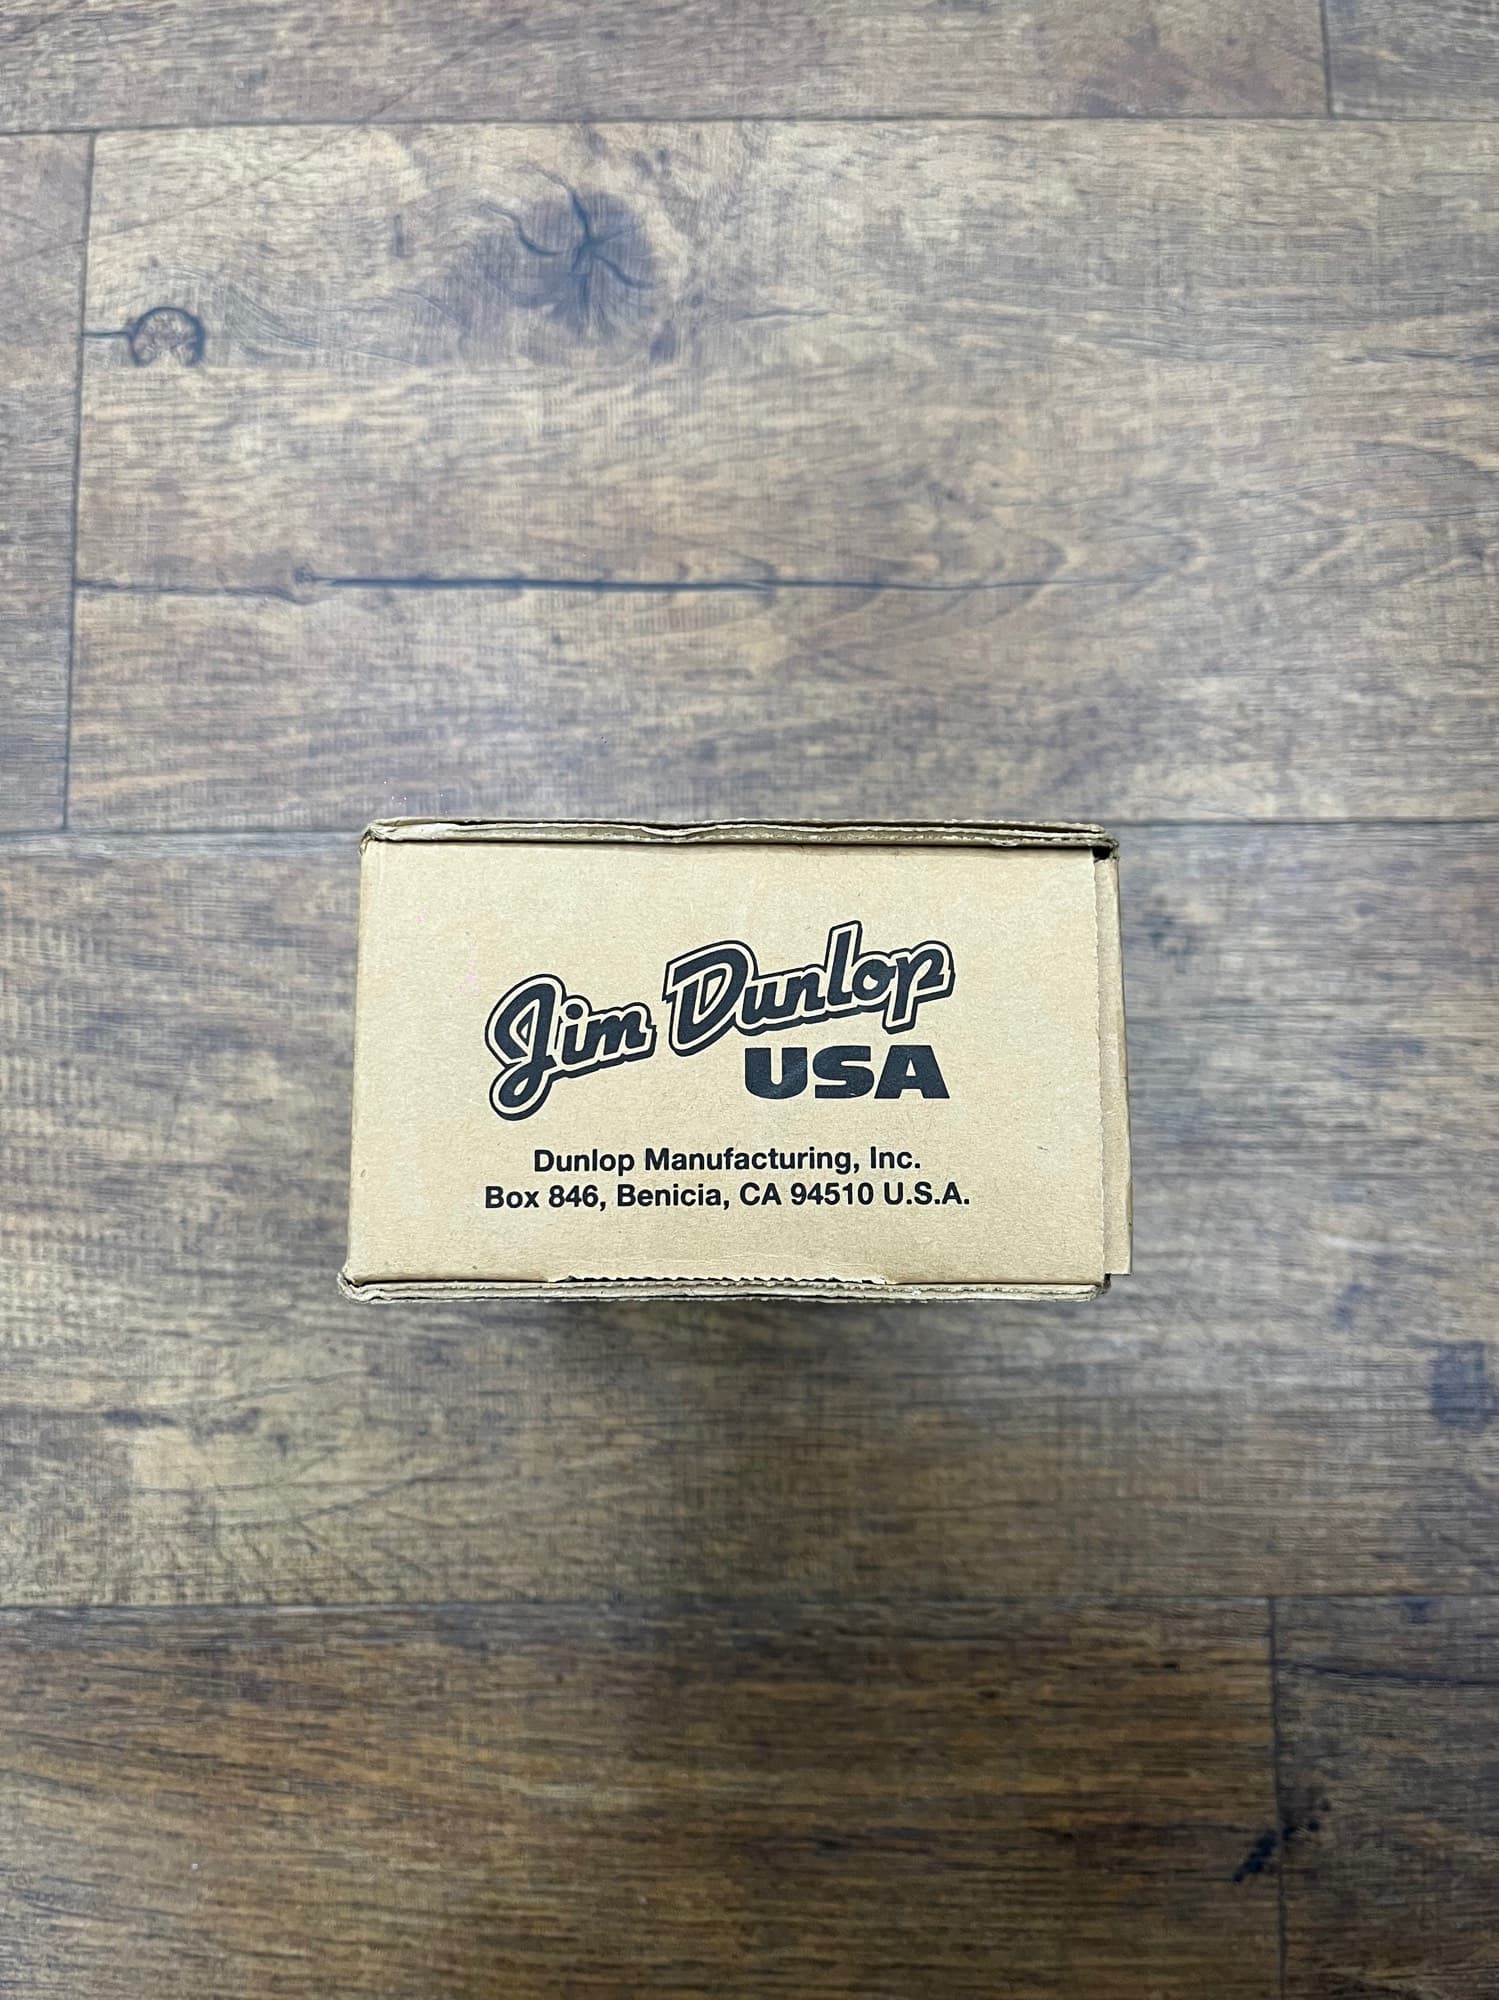 Jim Dunlop
USA
Dunlop Manufacturing, Inc.
Box 846, Benicia, CA 94510 U.S.A.